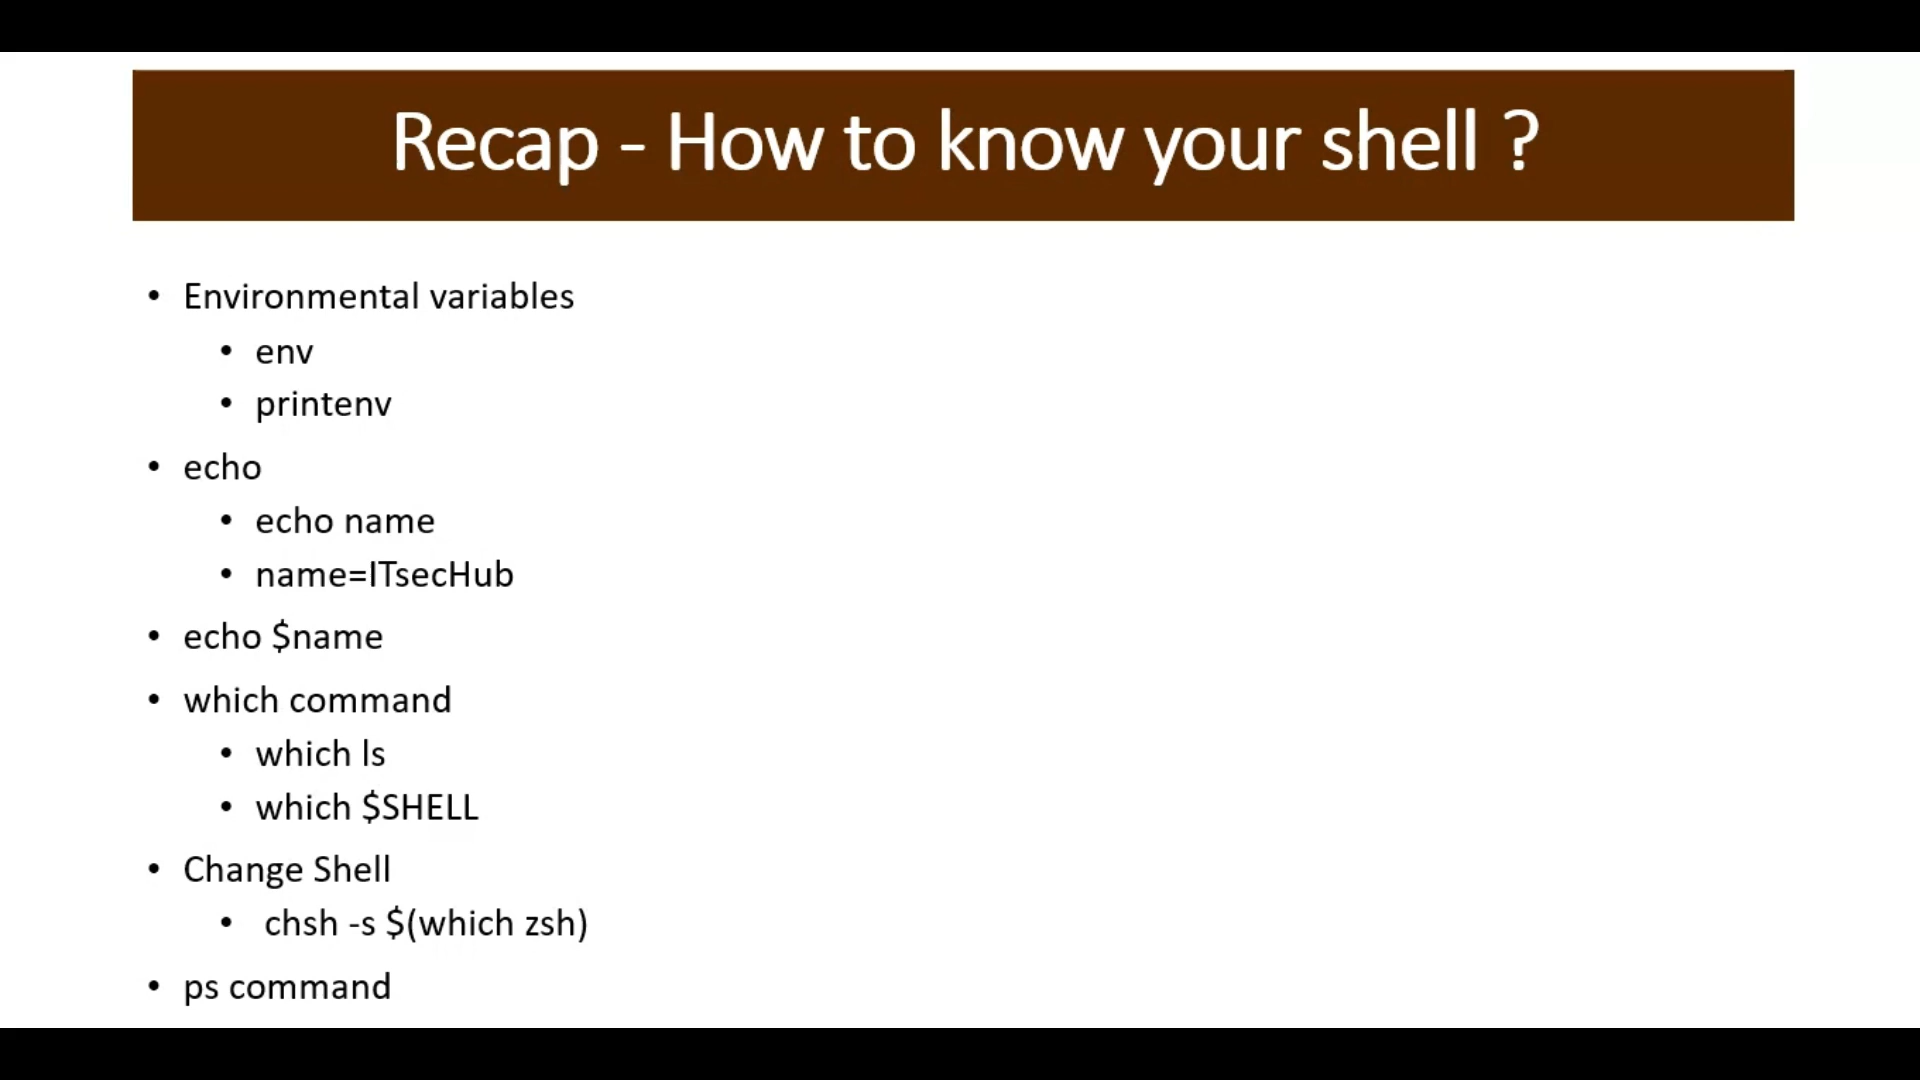 Recap - How to know your shell ?
• Environmental variables
• env
• printenv
• echo
• echo name
• name=ITsecHub
• echo $name
• which command
• which ls
• which $SHELL
• Change Shell
• chsh -s $(which zsh)
• ps command